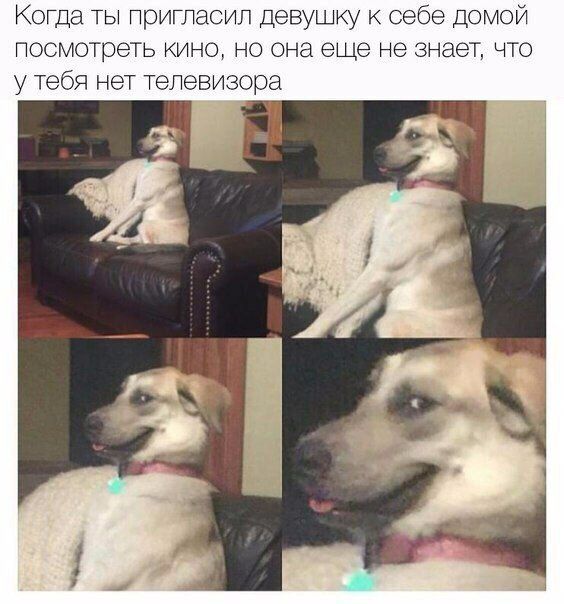 Когда ты пригласил девушку к себе домой
посмотреть кино, но она еще не знает, что
у тебя нет телевизора